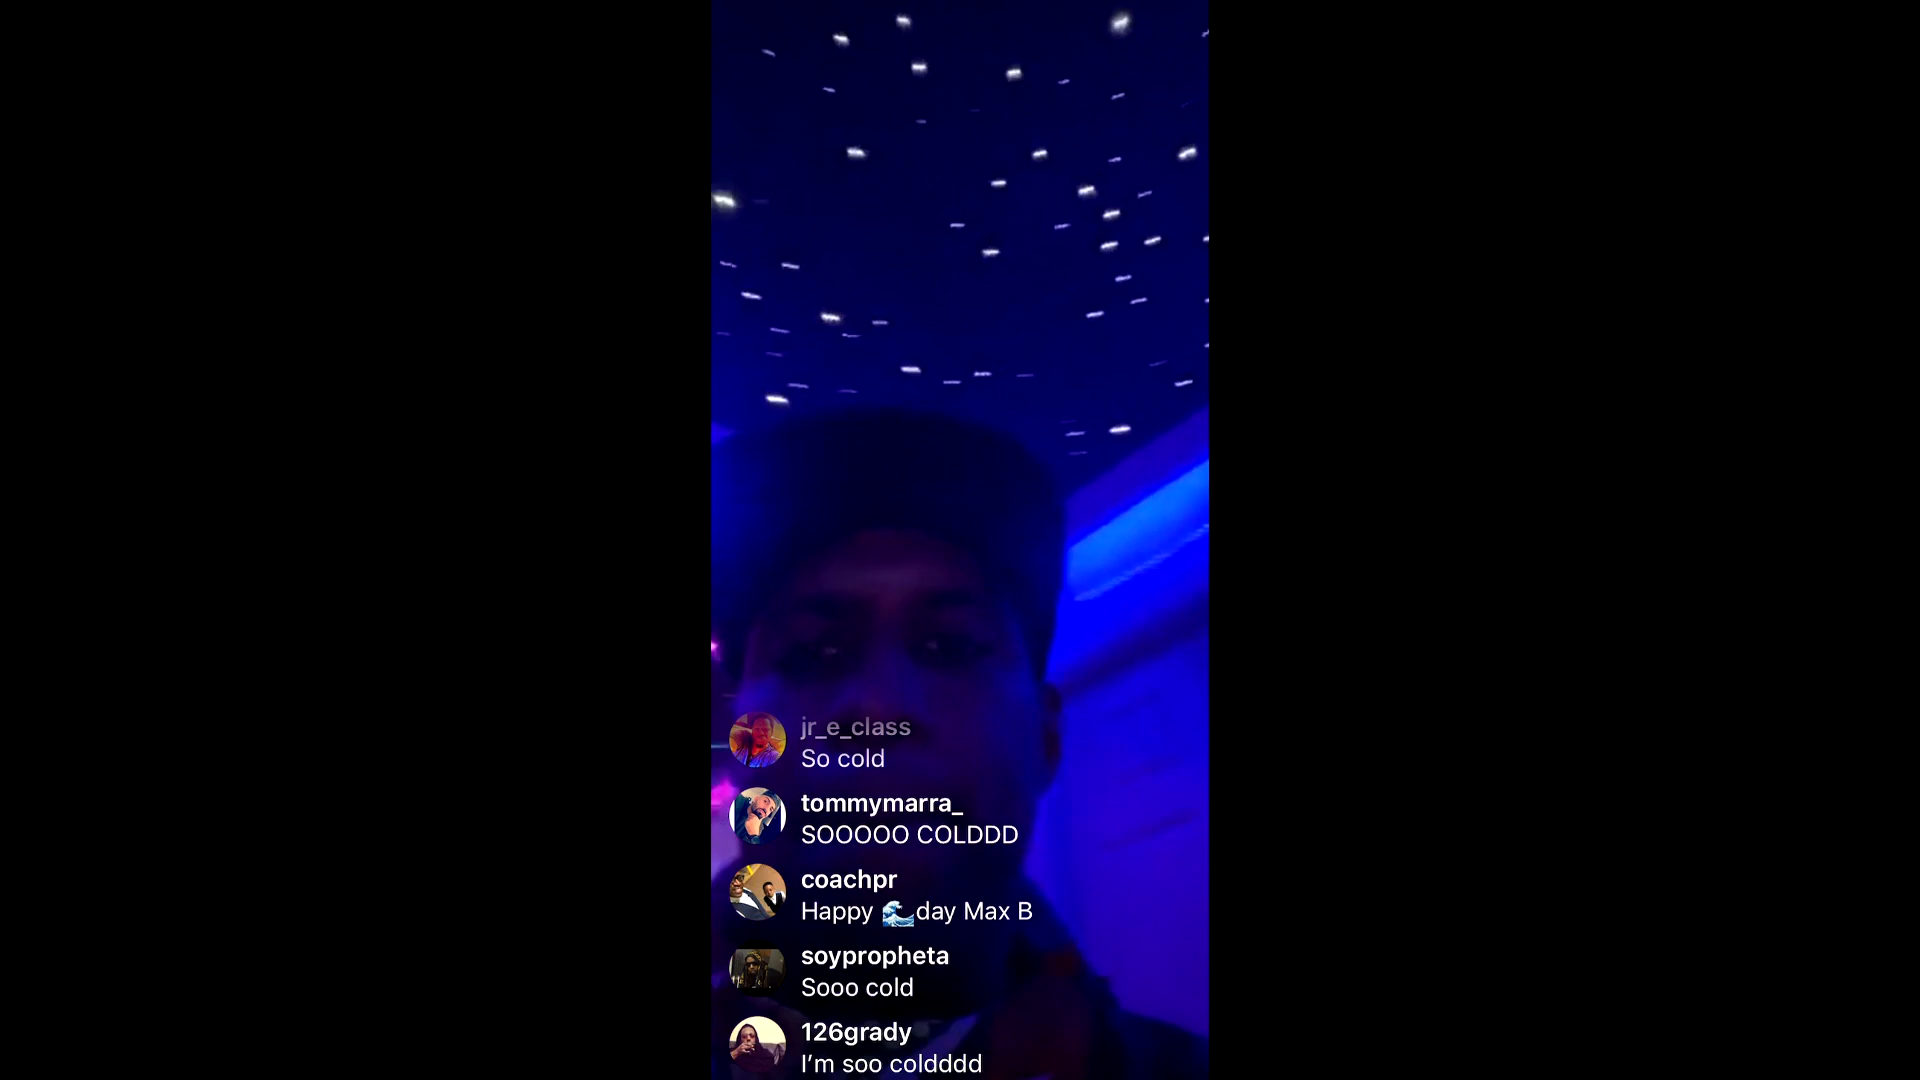 jr_e_class
So cold
tommymarra_
SOOOOO COLDDD
coachpr
Happy 🌊day Max B
soypropheta
Sooo cold
126grady
I’m soo coldddd